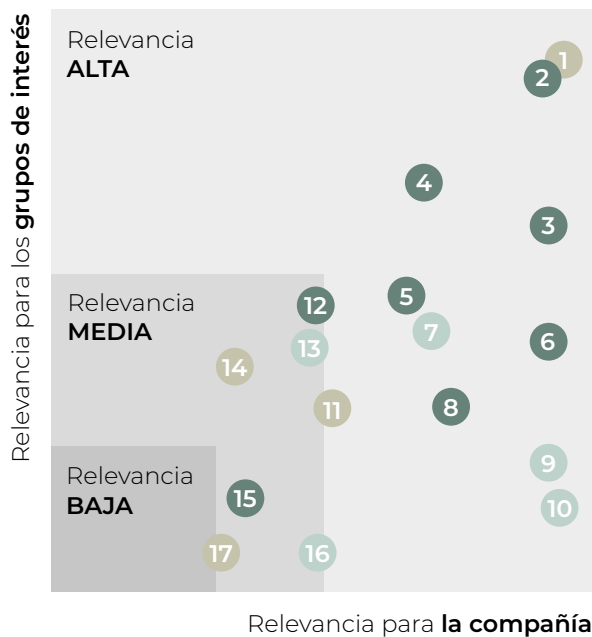 Relevancia para los grupos de interés
Relevancia
ALTA
1
2
4
3
Relevancia
MEDIA
12
5
7
13
6
14
11
8
Relevancia
BAJA
9
15
10
17
16
Relevancia para la compañía